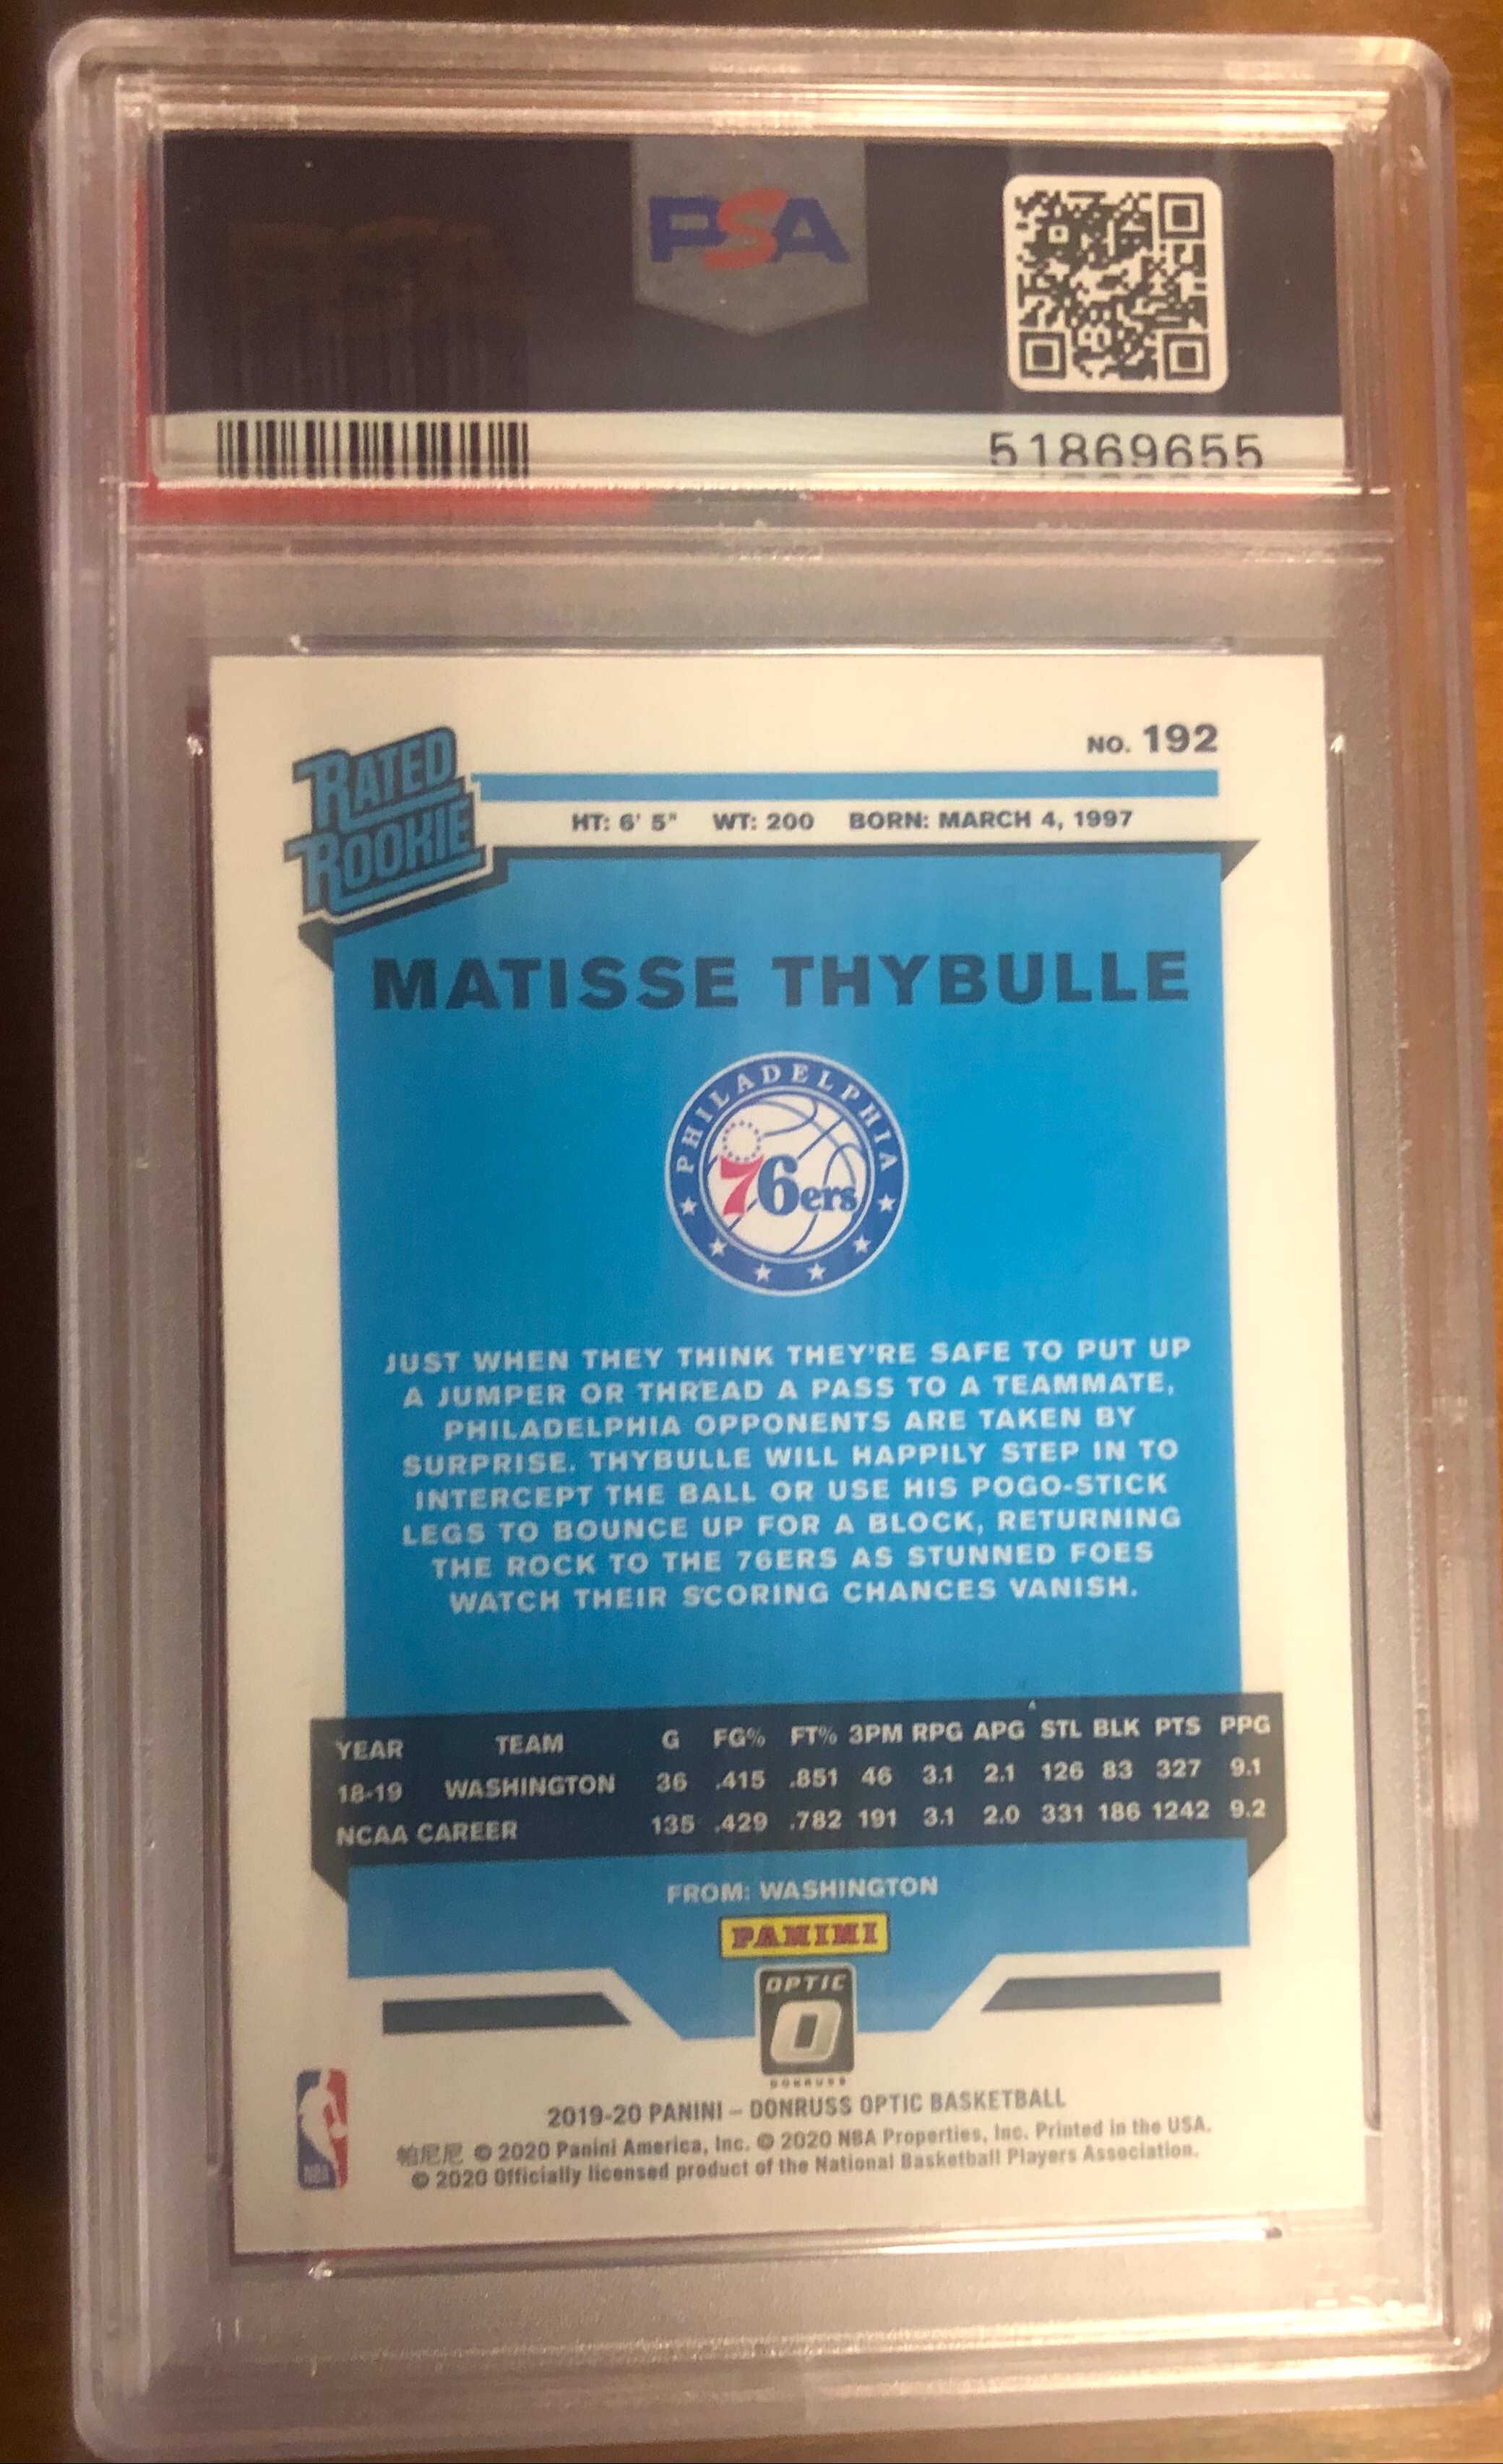 PSA
51869655
RATED
ROOKIE
NO. 192
HT: 6' 5" WT: 200 BORN: MARCH 4, 1997
MATISSE THYBULLE
PHILADELPHIA
76ers
JUST WHEN THEY THINK THEY'RE SAFE TO PUT UP
A JUMPER OR THREAD A PASS TO A TEAMMATE,
PHILADELPHIA OPPONENTS ARE TAKEN BY
SURPRISE. THYBULLE WILL HAPPILY STEP IN TO
INTERCEPT THE BALL OR USE HIS POGO-STICK
LEGS TO BOUNCE UP FOR A BLOCK, RETURNING
THE ROCK TO THE 76ERS AS STUNNED FOES
WATCH THEIR SCORING CHANCES VANISH.
YEAR TEAM G FG% FT% 3PM RPG APG STL BLK PTS PPG
18-19 WASHINGTON 36 .415 .851 46 3.1 2.1 126 83 327 9.1
NCAA CAREER 135 .429 .782 191 3.1 2.0 331 186 1242 9.2
FROM: WASHINGTON
PANINI
OPTIC
O
DONRUSS
NBA
2019-20 PANINI – DONRUSS OPTIC BASKETBALL
帕尼尼 © 2020 Panini America, Inc. © 2020 NBA Properties, Inc. Printed in the USA.
© 2020 Officially licensed product of the National Basketball Players Association.